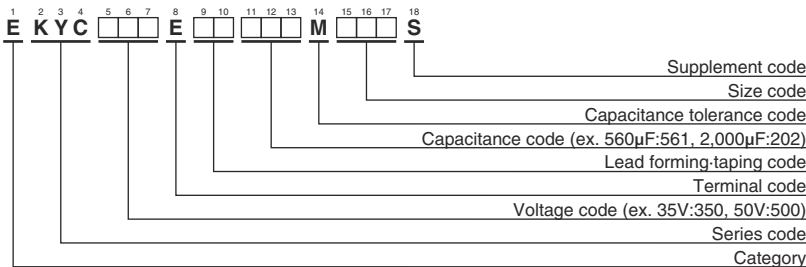 1 2 3 4 5 6 7 8 9 10 11 12 13 14 15 16 17 18
E K Y C □□□ E □□ □□□ M □□□ S
Supplement code
Size code
Capacitance tolerance code
Capacitance code (ex. 560μF:561, 2,000μF:202)
Lead forming·taping code
Terminal code
Voltage code (ex. 35V:350, 50V:500)
Series code
Category